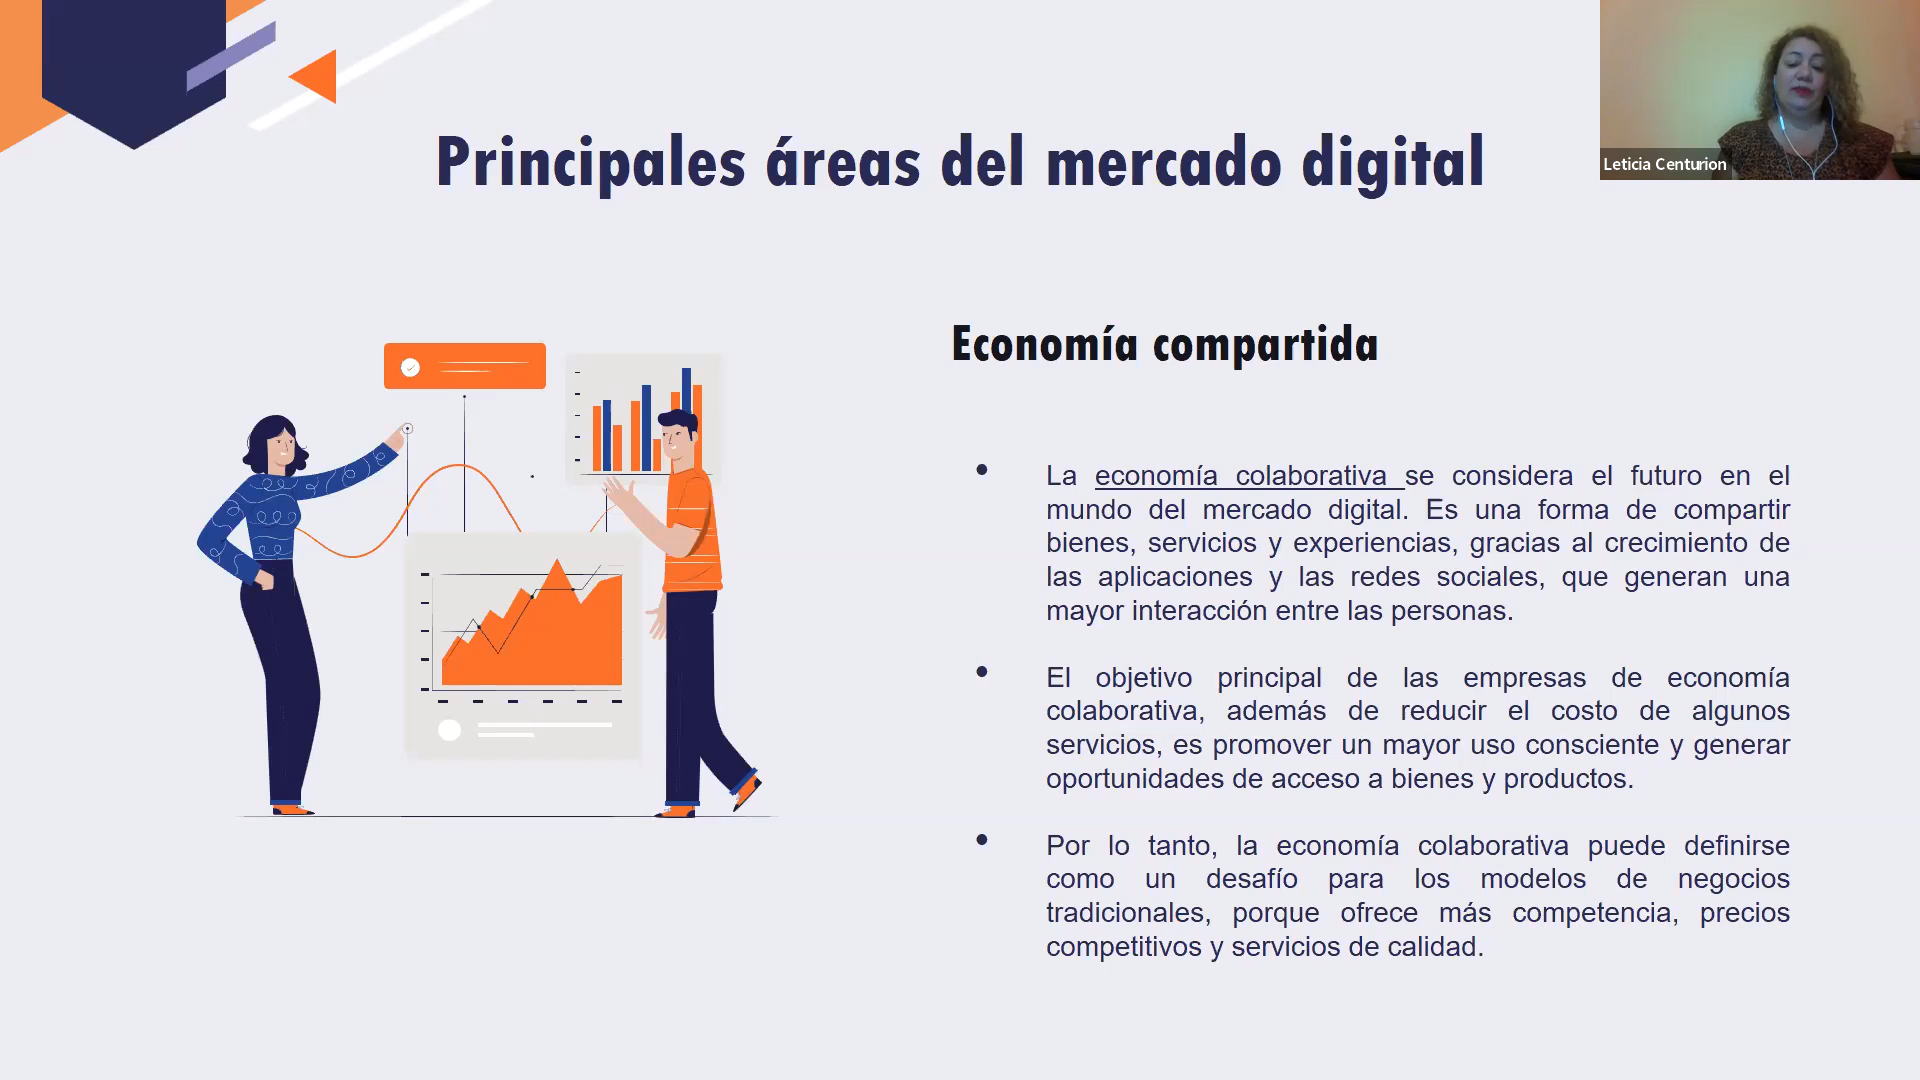 Principales áreas del mercado digital
Leticia Centurion
Economía compartida
• La economía colaborativa se considera el futuro en el
mundo del mercado digital. Es una forma de compartir
bienes, servicios y experiencias, gracias al crecimiento de
las aplicaciones y las redes sociales, que generan una
mayor interacción entre las personas.
• El objetivo principal de las empresas de economía
colaborativa, además de reducir el costo de algunos
servicios, es promover un mayor uso consciente y generar
oportunidades de acceso a bienes y productos.
• Por lo tanto, la economía colaborativa puede definirse
como un desafío para los modelos de negocios
tradicionales, porque ofrece más competencia, precios
competitivos y servicios de calidad.